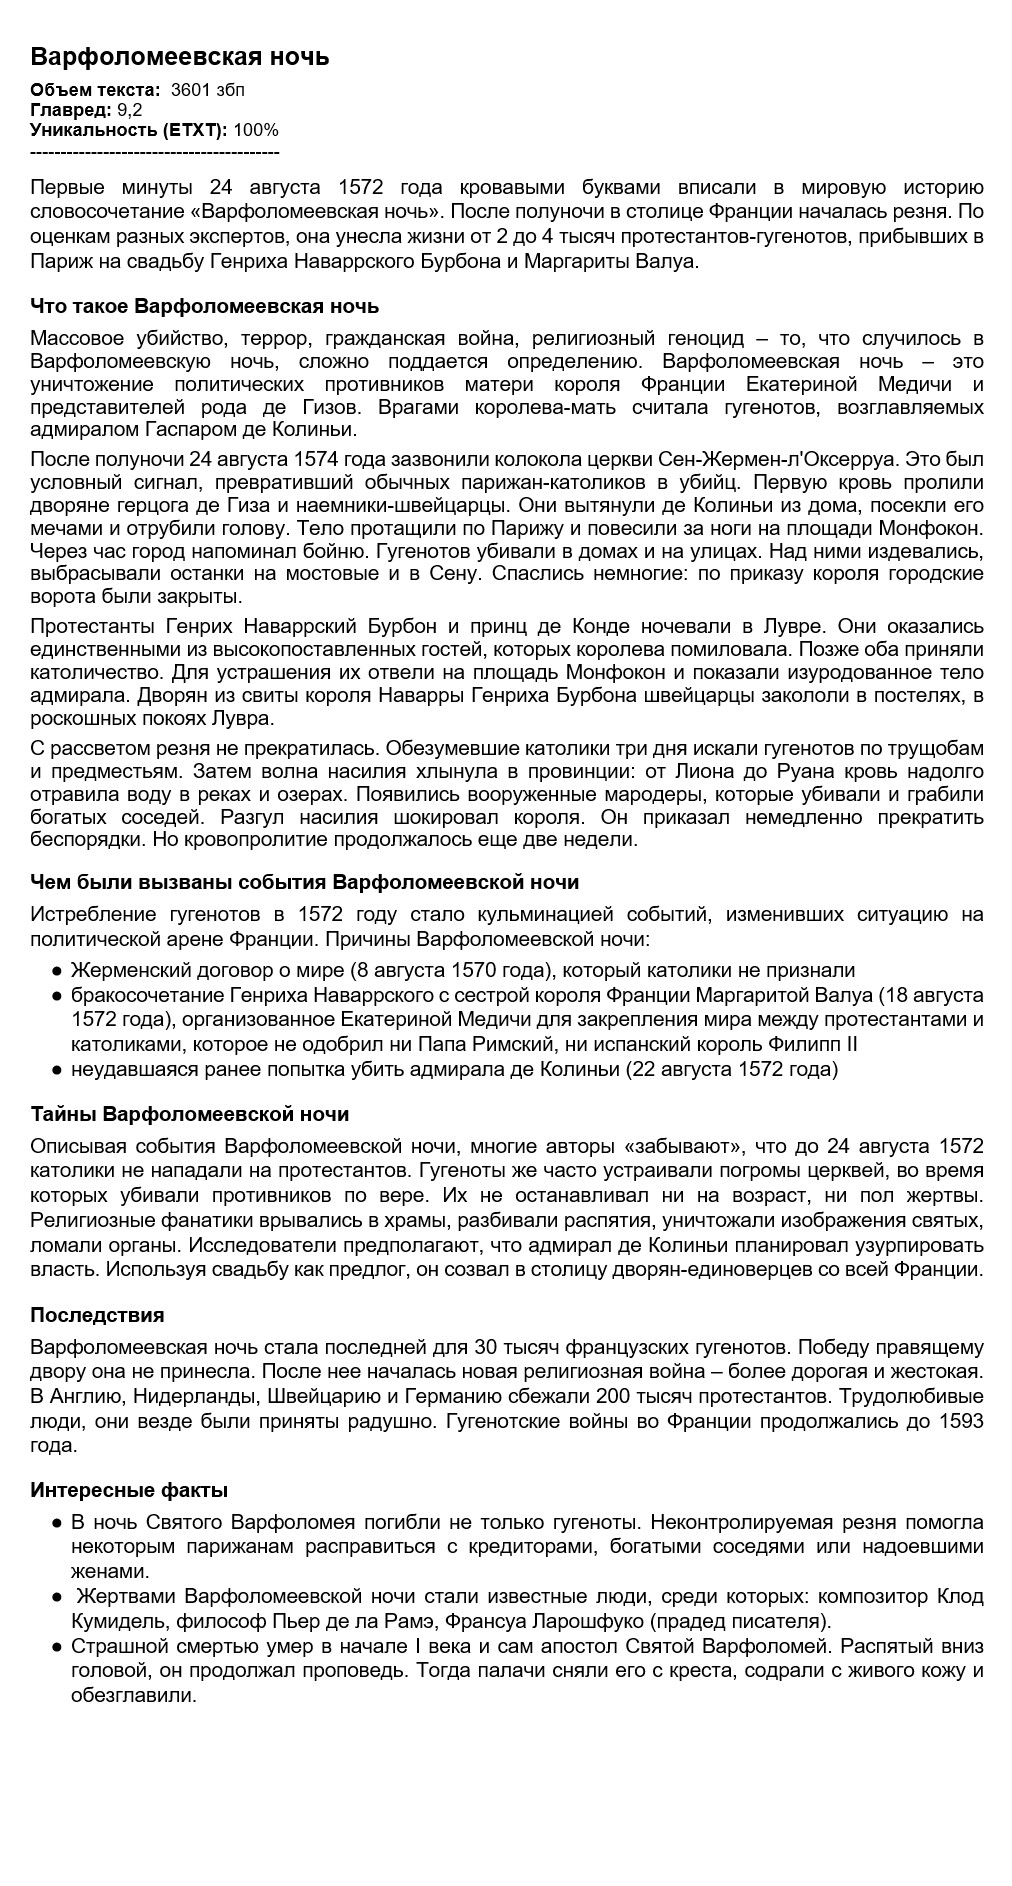 Варфоломеевская ночь
Объем текста: 3601 збп
Главред: 9,2
Уникальность (ETXT): 100%
-----------------------------------------
Первые минуты 24 августа 1572 года кровавыми буквами вписали в мировую историю
словосочетание «Варфоломеевская ночь». После полуночи в столице Франции началась резня. По
оценкам разных экспертов, она унесла жизни от 2 до 4 тысяч протестантов-гугенотов, прибывших в
Париж на свадьбу Генриха Наваррского Бурбона и Маргариты Валуа.
Что такое Варфоломеевская ночь
Массовое убийство, террор, гражданская война, религиозный геноцид – то, что случилось в
Варфоломеевскую ночь, сложно поддается определению. Варфоломеевская ночь – это
уничтожение политических противников матери короля Франции Екатериной Медичи и
представителей рода де Гизов. Врагами королева-мать считала гугенотов, возглавляемых
адмиралом Гаспаром де Колиньи.
После полуночи 24 августа 1574 года зазвонили колокола церкви Сен-Жермен-л'Оксерруа. Это был
условный сигнал, превративший обычных парижан-католиков в убийц. Первую кровь пролили
дворяне герцога де Гиза и наемники-швейцарцы. Они вытянули де Колиньи из дома, посекли его
мечами и отрубили голову. Тело протащили по Парижу и повесили за ноги на площади Монфокон.
Через час город напоминал бойню. Гугенотов убивали в домах и на улицах. Над ними издевались,
выбрасывали останки на мостовые и в Сену. Спаслись немногие: по приказу короля городские
ворота были закрыты.
Протестанты Генрих Наваррский Бурбон и принц де Конде ночевали в Лувре. Они оказались
единственными из высокопоставленных гостей, которых королева помиловала. Позже оба приняли
католичество. Для устрашения их отвели на площадь Монфокон и показали изуродованное тело
адмирала. Дворян из свиты короля Наварры Генриха Бурбона швейцарцы закололи в постелях, в
роскошных покоях Лувра.
С рассветом резня не прекратилась. Обезумевшие католики три дня искали гугенотов по трущобам
и предместьям. Затем волна насилия хлынула в провинции: от Лиона до Руана кровь надолго
отравила воду в реках и озерах. Появились вооруженные мародеры, которые убивали и грабили
богатых соседей. Разгул насилия шокировал короля. Он приказал немедленно прекратить
беспорядки. Но кровопролитие продолжалось еще две недели.
Чем были вызваны события Варфоломеевской ночи
Истребление гугенотов в 1572 году стало кульминацией событий, изменивших ситуацию на
политической арене Франции. Причины Варфоломеевской ночи:
● Жерменский договор о мире (8 августа 1570 года), который католики не признали
● бракосочетание Генриха Наваррского с сестрой короля Франции Маргаритой Валуа (18 августа
1572 года), организованное Екатериной Медичи для закрепления мира между протестантами и
католиками, которое не одобрил ни Папа Римский, ни испанский король Филипп II
● неудавшаяся ранее попытка убить адмирала де Колиньи (22 августа 1572 года)
Тайны Варфоломеевской ночи
Описывая события Варфоломеевской ночи, многие авторы «забывают», что до 24 августа 1572
католики не нападали на протестантов. Гугеноты же часто устраивали погромы церквей, во время
которых убивали противников по вере. Их не останавливал ни на возраст, ни пол жертвы.
Религиозные фанатики врывались в храмы, разбивали распятия, уничтожали изображения святых,
ломали органы. Исследователи предполагают, что адмирал де Колиньи планировал узурпировать
власть. Используя свадьбу как предлог, он созвал в столицу дворян-единоверцев со всей Франции.
Последствия
Варфоломеевская ночь стала последней для 30 тысяч французских гугенотов. Победу правящему
двору она не принесла. После нее началась новая религиозная война – более дорогая и жестокая.
В Англию, Нидерланды, Швейцарию и Германию сбежали 200 тысяч протестантов. Трудолюбивые
люди, они везде были приняты радушно. Гугенотские войны во Франции продолжались до 1593
года.
Интересные факты
● В ночь Святого Варфоломея погибли не только гугеноты. Неконтролируемая резня помогла
некоторым парижанам расправиться с кредиторами, богатыми соседями или надоевшими
женами.
● Жертвами Варфоломеевской ночи стали известные люди, среди которых: композитор Клод
Кумидель, философ Пьер де ла Рамэ, Франсуа Ларошфуко (прадед писателя).
● Страшной смертью умер в начале I века и сам апостол Святой Варфоломей. Распятый вниз
головой, он продолжал проповедь. Тогда палачи сняли его с креста, содрали с живого кожу и
обезглавили.